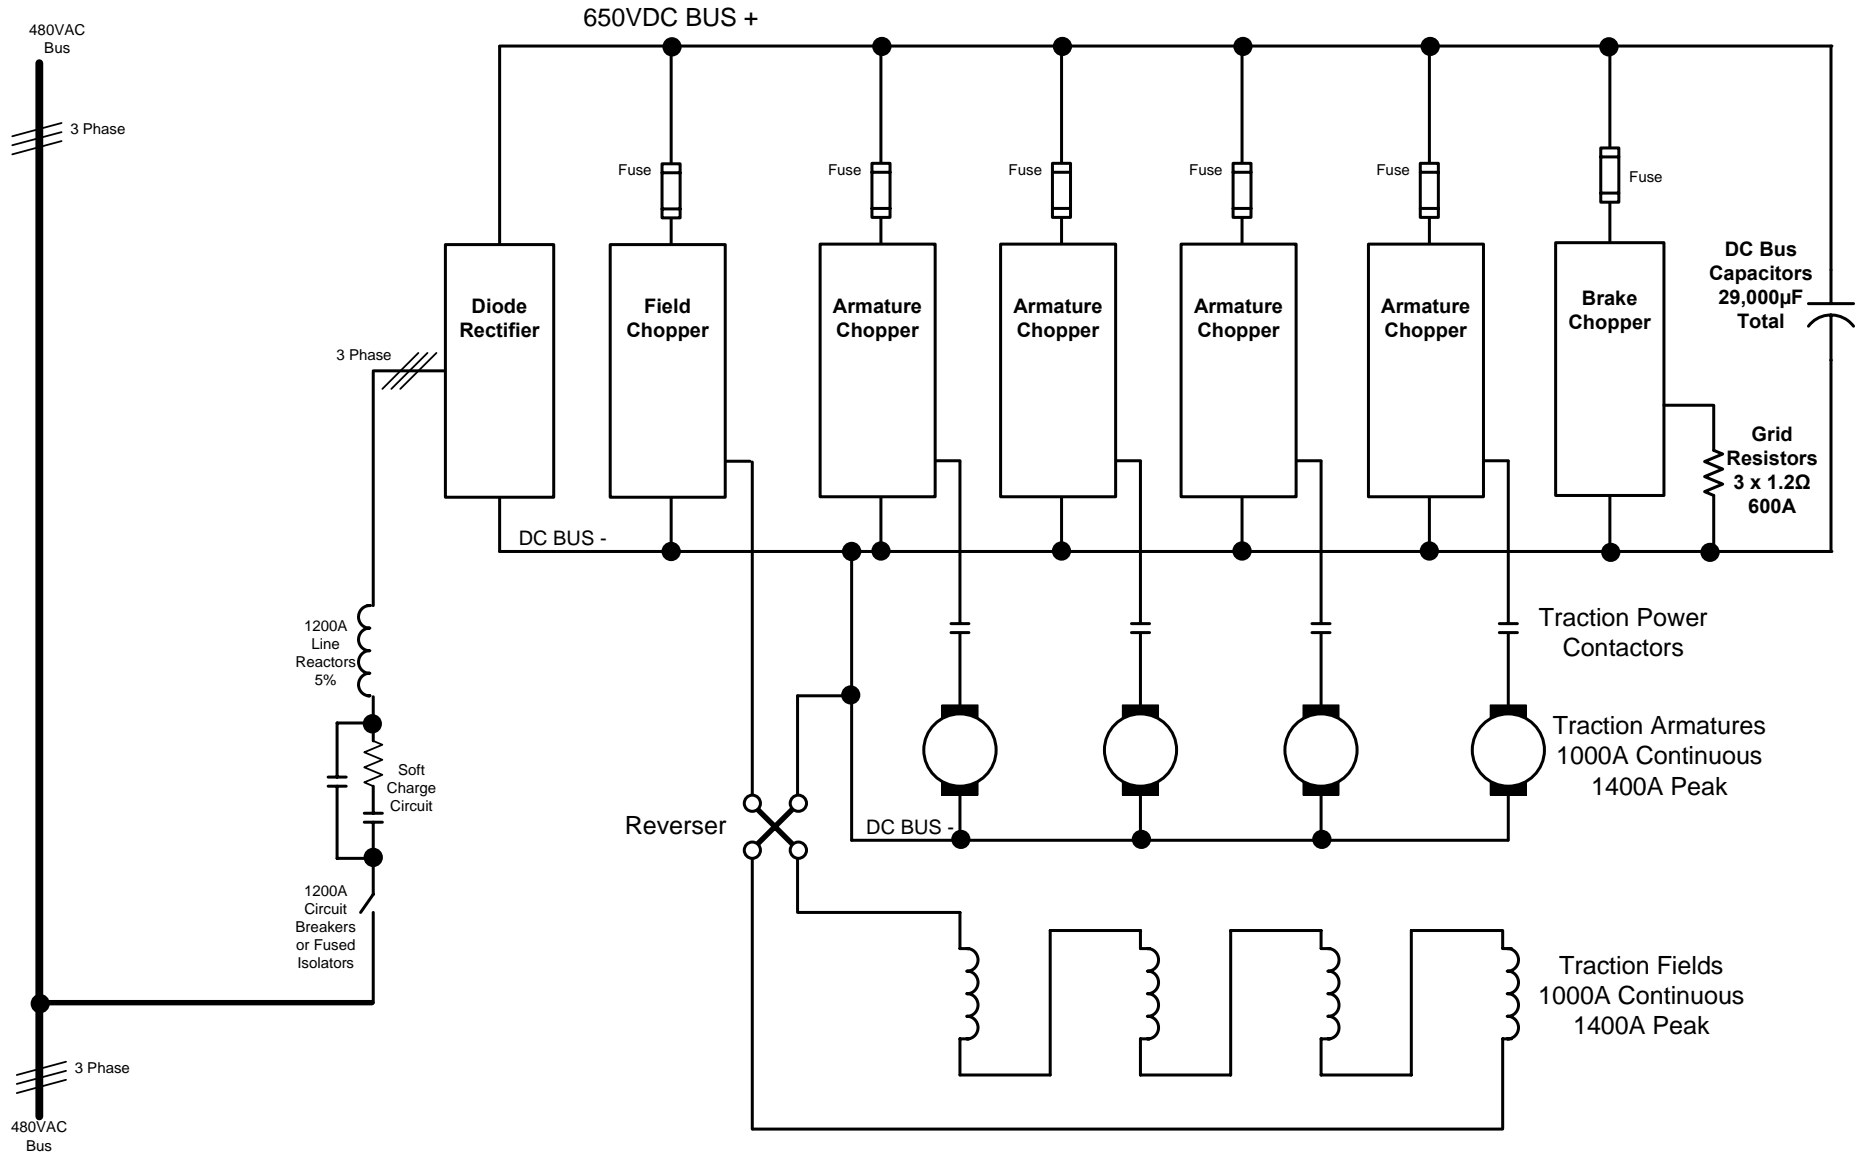 650VDC BUS +
480VAC
Bus
3 Phase
Fuse
Fuse
Fuse
Fuse
Fuse
Fuse
Diode
Rectifier
Field
Chopper
Armature
Chopper
Armature
Chopper
Armature
Chopper
Armature
Chopper
Brake
Chopper
DC Bus
Capacitors
29,000µF
Total
3 Phase
Grid
Resistors
3 x 1.2Ω
600A
DC BUS -
1200A
Line
Reactors
5%
Traction Power
Contactors
Soft
Charge
Circuit
Traction Armatures
1000A Continuous
1400A Peak
Reverser
DC BUS -
1200A
Circuit
Breakers
or Fused
Isolators
Traction Fields
1000A Continuous
1400A Peak
3 Phase
480VAC
Bus